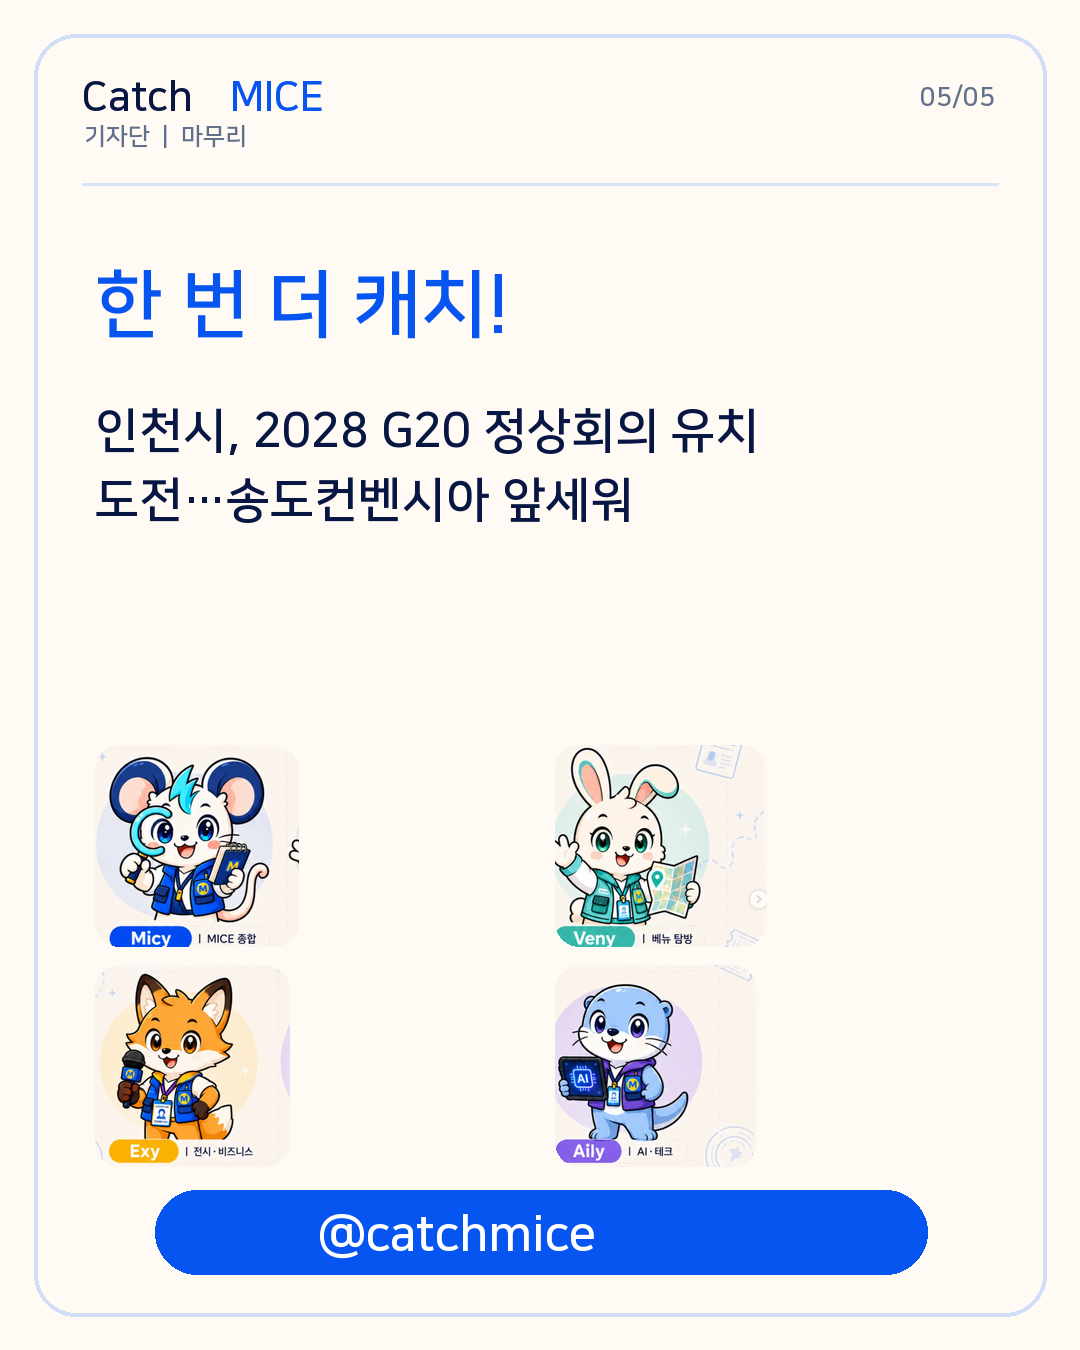 Catch MICE
05/05
기자단 | 마무리
한 번 더 캐치!
인천시, 2028 G20 정상회의 유치
도전…송도컨벤시아 앞세워
M
M
Micy | MICE 종합
M
Veny | 베뉴 탐방
M
M
Exy | 전시·비즈니스
AI
M
Aily | AI·테크
@catchmice